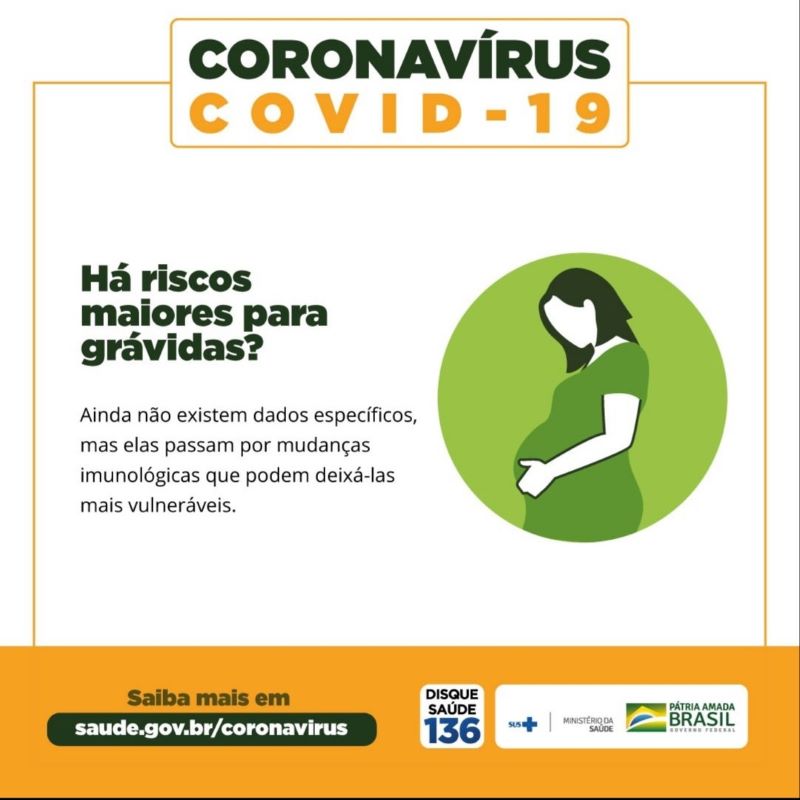 CORONAVÍRUS
COVID-19
Há riscos
maiores para
grávidas?
Ainda não existem dados específicos,
mas elas passam por mudanças
imunológicas que podem deixá-las
mais vulneráveis.
Saiba mais em
saude.gov.br/coronavirus
DISQUE
SAÚDE
136
SUS
MINISTÉRIO DA
SAÚDE
PÁTRIA AMADA
BRASIL
GOVERNO FEDERAL